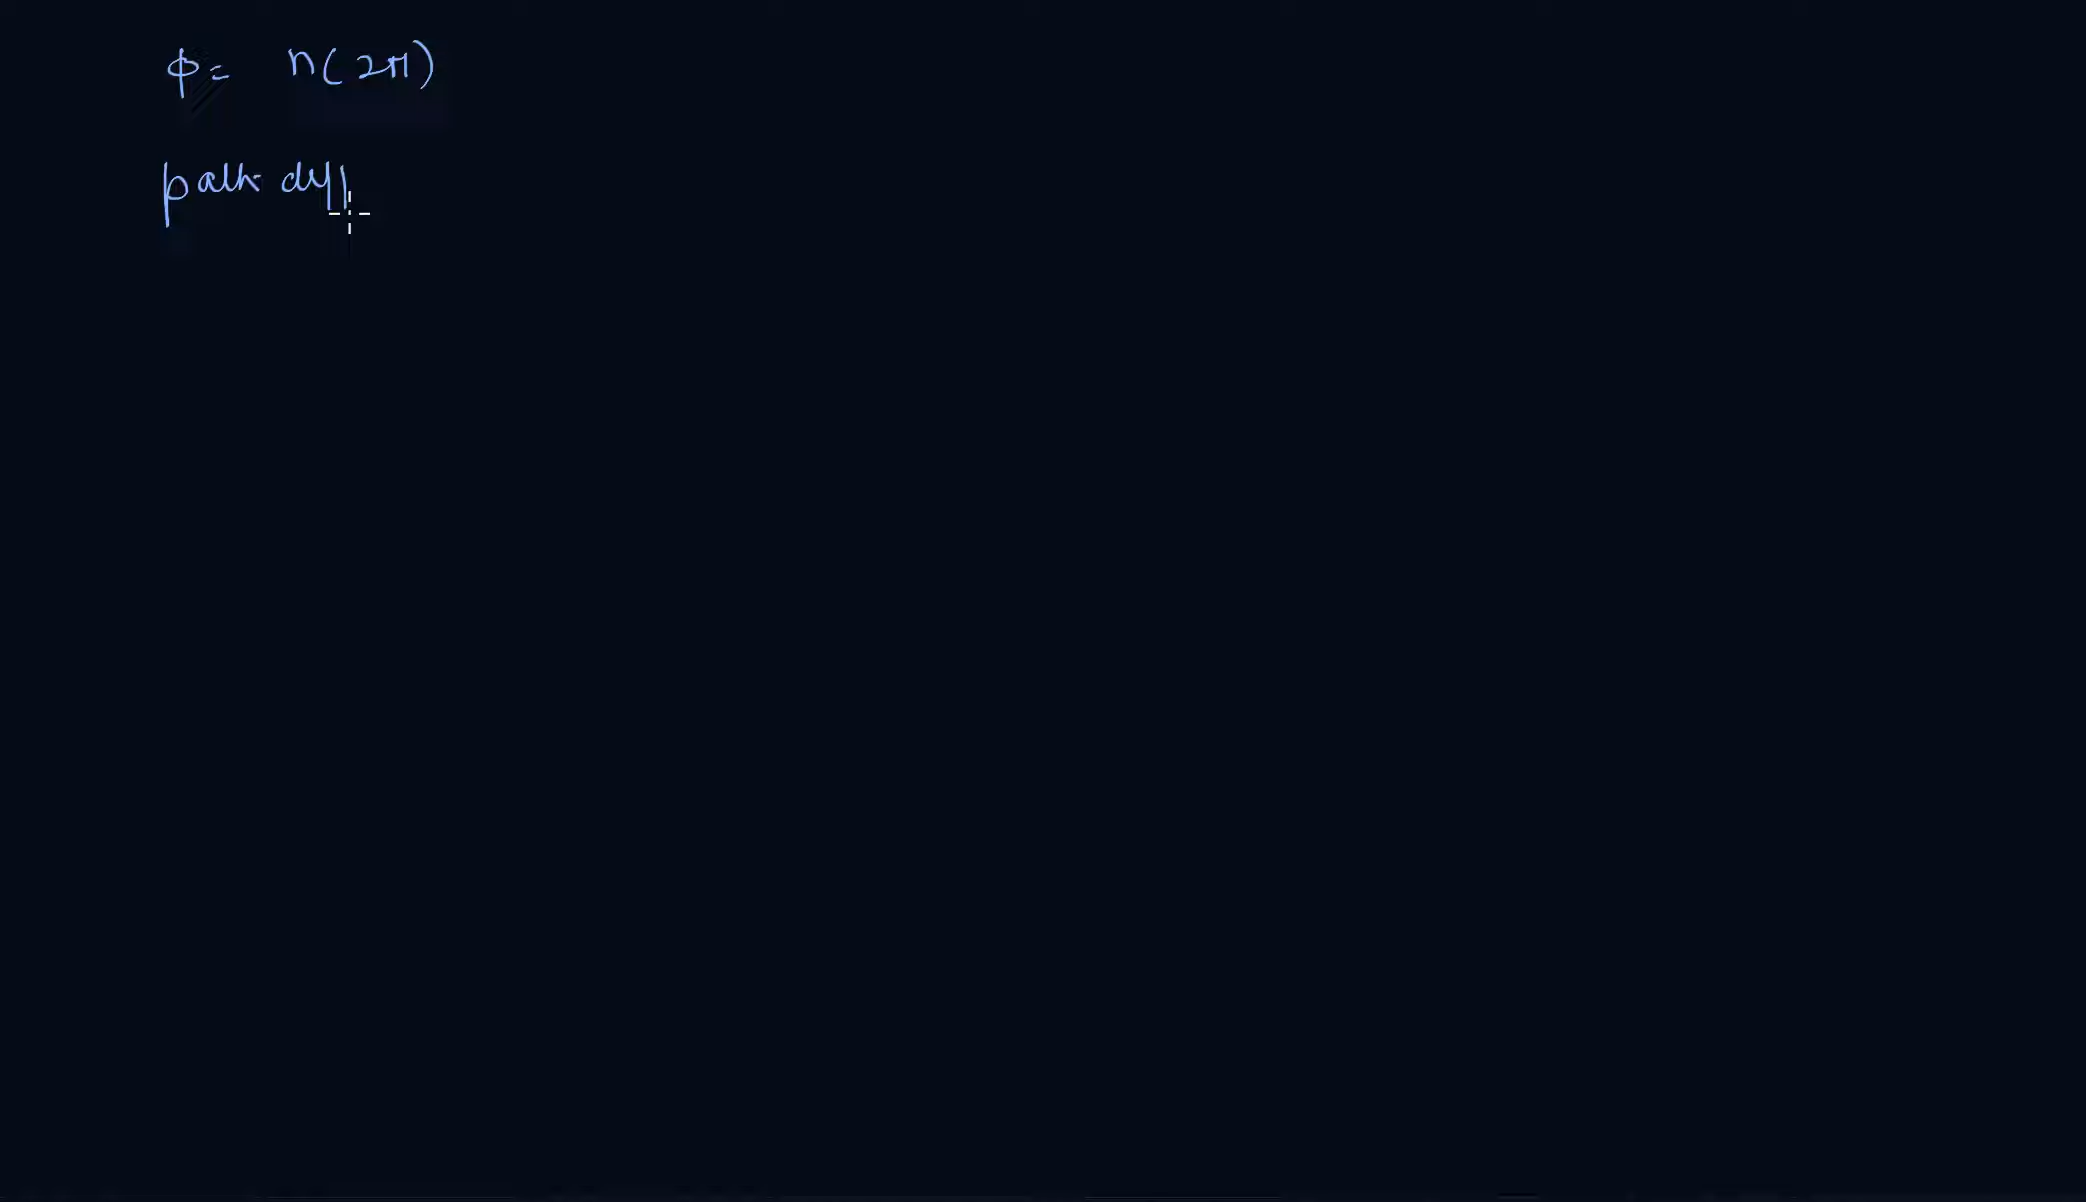 φ = n(2π)
path diff